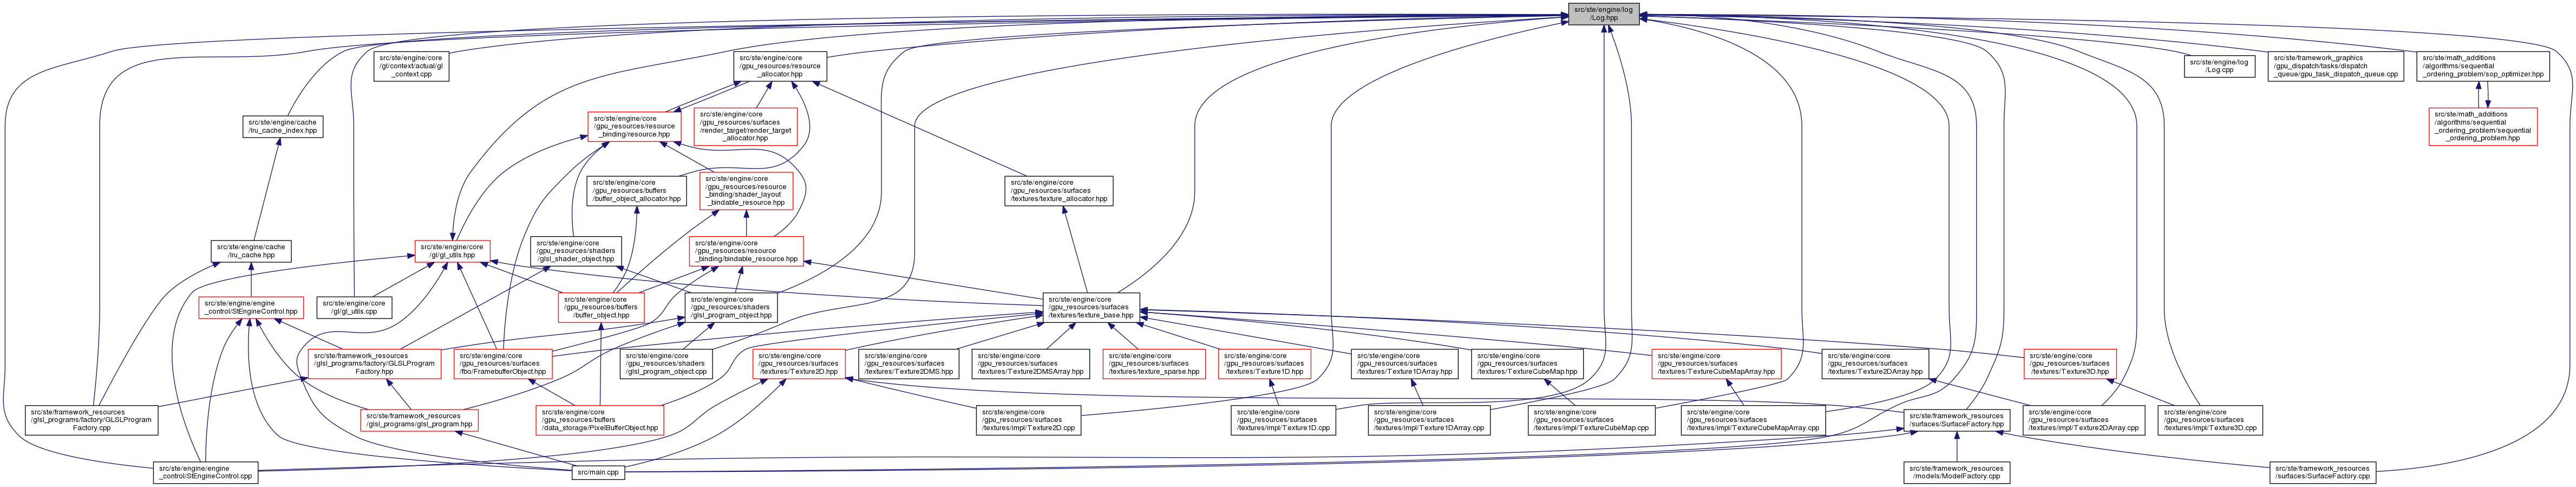 src/ste/engine/log
/Log.hpp
src/ste/engine/core
/gl/context/actual/gl
_context.cpp
src/ste/engine/core
/gpu_resources/resource
_allocator.hpp
src/ste/engine/log
/Log.cpp
src/ste/framework_graphics
/gpu_dispatch/tasks/dispatch
_queue/gpu_task_dispatch_queue.cpp
src/ste/math_additions
/algorithms/sequential
_ordering_problem/sop_optimizer.hpp
src/ste/engine/cache
/lru_cache_index.hpp
src/ste/engine/core
/gpu_resources/resource
_binding/resource.hpp
src/ste/engine/core
/gpu_resources/surfaces
/render_target/render_target
_allocator.hpp
src/ste/math_additions
/algorithms/sequential
_ordering_problem/sequential
_ordering_problem.hpp
src/ste/engine/core
/gpu_resources/buffers
/buffer_object_allocator.hpp
src/ste/engine/core
/gpu_resources/resource
_binding/shader_layout
_bindable_resource.hpp
src/ste/engine/core
/gpu_resources/surfaces
/textures/texture_allocator.hpp
src/ste/engine/cache
/lru_cache.hpp
src/ste/engine/core
/gl/gl_utils.hpp
src/ste/engine/core
/gpu_resources/shaders
/glsl_shader_object.hpp
src/ste/engine/core
/gpu_resources/resource
_binding/bindable_resource.hpp
src/ste/engine/engine
_control/StEngineControl.hpp
src/ste/engine/core
/gl/gl_utils.cpp
src/ste/engine/core
/gpu_resources/buffers
/buffer_object.hpp
src/ste/engine/core
/gpu_resources/shaders
/glsl_program_object.hpp
src/ste/engine/core
/gpu_resources/surfaces
/textures/texture_base.hpp
src/ste/framework_resources
/glsl_programs/factory/GLSLProgram
Factory.hpp
src/ste/engine/core
/gpu_resources/surfaces
/fbo/FramebufferObject.hpp
src/ste/engine/core
/gpu_resources/shaders
/glsl_program_object.cpp
src/ste/engine/core
/gpu_resources/surfaces
/textures/Texture2D.hpp
src/ste/engine/core
/gpu_resources/surfaces
/textures/Texture2DMS.hpp
src/ste/engine/core
/gpu_resources/surfaces
/textures/Texture2DMSArray.hpp
src/ste/engine/core
/gpu_resources/surfaces
/textures/texture_sparse.hpp
src/ste/engine/core
/gpu_resources/surfaces
/textures/Texture1D.hpp
src/ste/engine/core
/gpu_resources/surfaces
/textures/Texture1DArray.hpp
src/ste/engine/core
/gpu_resources/surfaces
/textures/TextureCubeMap.hpp
src/ste/engine/core
/gpu_resources/surfaces
/textures/TextureCubeMapArray.hpp
src/ste/engine/core
/gpu_resources/surfaces
/textures/Texture2DArray.hpp
src/ste/engine/core
/gpu_resources/surfaces
/textures/Texture3D.hpp
src/ste/framework_resources
/glsl_programs/factory/GLSLProgram
Factory.cpp
src/ste/framework_resources
/glsl_programs/glsl_program.hpp
src/ste/engine/core
/gpu_resources/buffers
/data_storage/PixelBufferObject.hpp
src/ste/engine/core
/gpu_resources/surfaces
/textures/impl/Texture2D.cpp
src/ste/engine/core
/gpu_resources/surfaces
/textures/impl/Texture1D.cpp
src/ste/engine/core
/gpu_resources/surfaces
/textures/impl/Texture1DArray.cpp
src/ste/engine/core
/gpu_resources/surfaces
/textures/impl/TextureCubeMap.cpp
src/ste/engine/core
/gpu_resources/surfaces
/textures/impl/TextureCubeMapArray.cpp
src/ste/framework_resources
/surfaces/SurfaceFactory.hpp
src/ste/engine/core
/gpu_resources/surfaces
/textures/impl/Texture2DArray.cpp
src/ste/engine/core
/gpu_resources/surfaces
/textures/impl/Texture3D.cpp
src/ste/engine/engine
_control/StEngineControl.cpp
src/main.cpp
src/ste/framework_resources
/models/ModelFactory.cpp
src/ste/framework_resources
/surfaces/SurfaceFactory.cpp